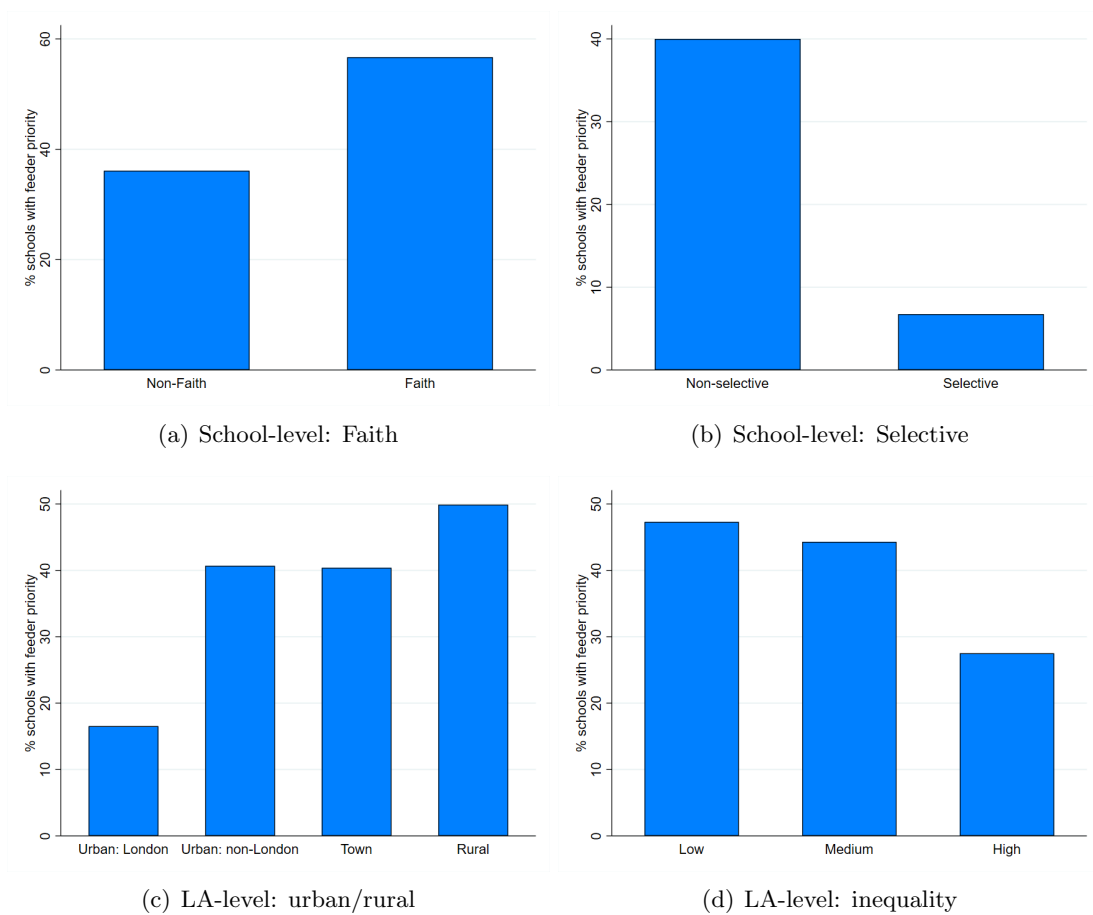 % schools with feeder priority
60
40
20
0
Non-Faith Faith
(a) School-level: Faith
% schools with feeder priority
40
30
20
10
0
Non-selective Selective
(b) School-level: Selective
% schools with feeder priority
50
40
30
20
10
0
Urban: London Urban: non-London Town Rural
(c) LA-level: urban/rural
% schools with feeder priority
50
40
30
20
10
0
Low Medium High
(d) LA-level: inequality